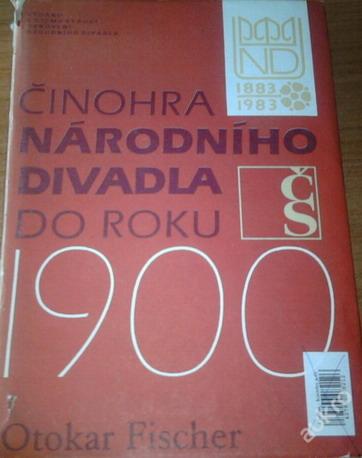 ND
1883
1983
ČINOHRA
NÁRODNÍHO
DIVADLA
DO ROKU
ČS
1900
Otokar Fischer